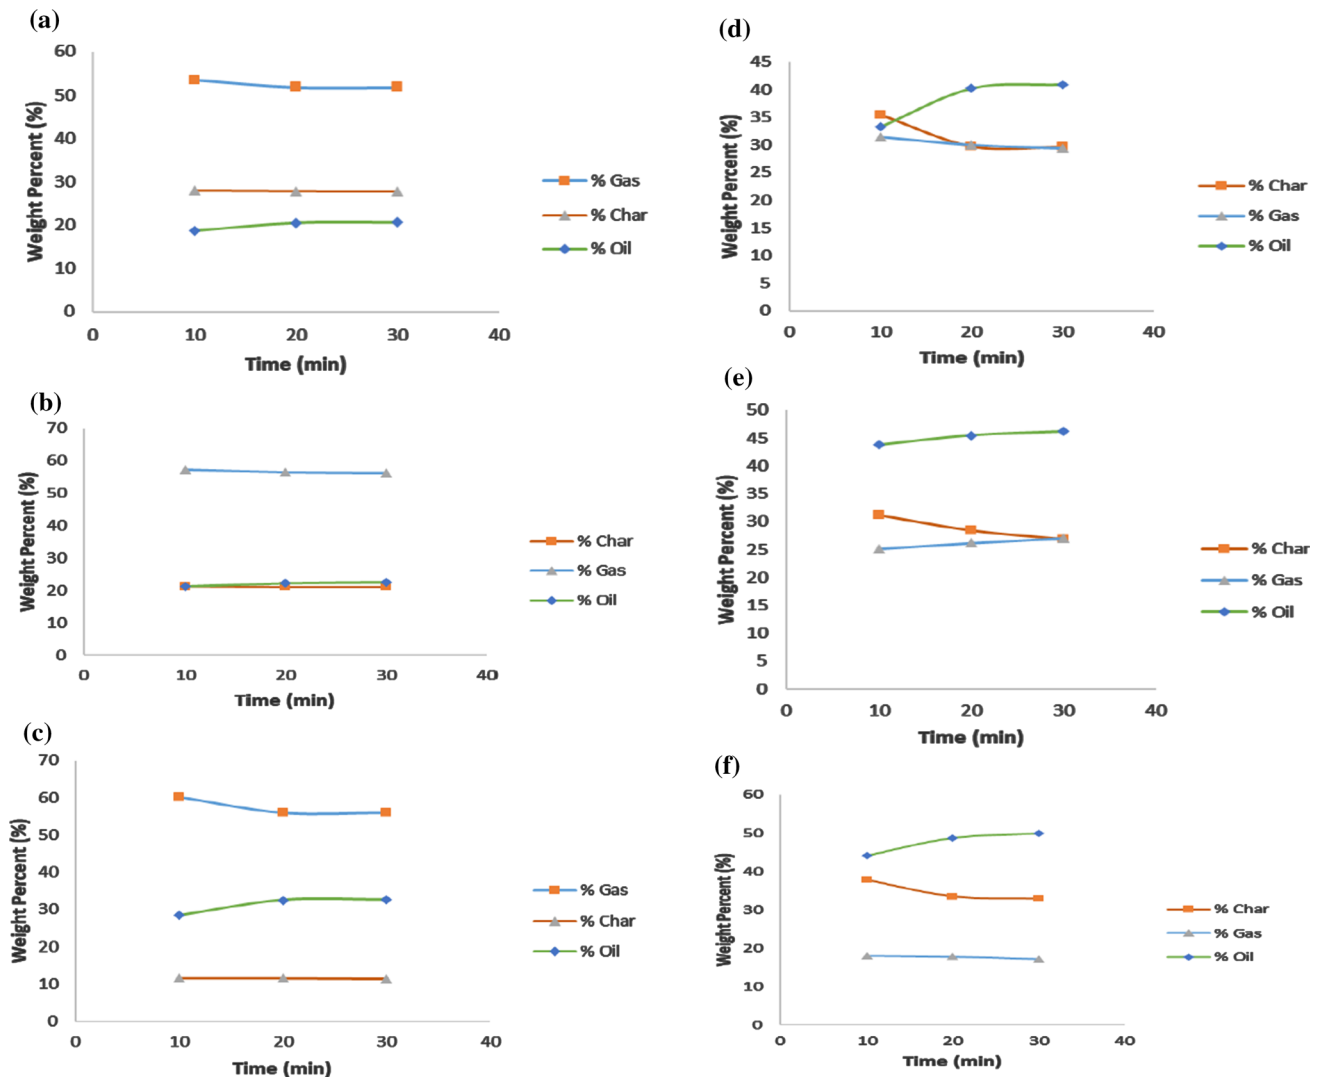 (a)
60
50
40
30
20
10
0
Weight Percent (%)
0 10 20 30 40
Time (min)
% Gas
% Char
% Oil
(b)
70
60
50
40
30
20
10
0
Weight Percent (%)
0 10 20 30 40
Time (min)
% Char
% Gas
% Oil
(c)
70
60
50
40
30
20
10
0
Weight Percent (%)
0 10 20 30 40
Time (min)
% Gas
% Char
% Oil
(d)
45
40
35
30
25
20
15
10
5
0
Weight Percent (%)
0 10 20 30 40
Time (min)
% Char
% Gas
% Oil
(e)
50
45
40
35
30
25
20
15
10
5
0
Weight Percent (%)
0 10 20 30 40
Time (min)
% Char
% Gas
% Oil
(f)
60
50
40
30
20
10
0
Weight Percent (%)
0 10 20 30 40
Time (min)
% Char
% Gas
% Oil